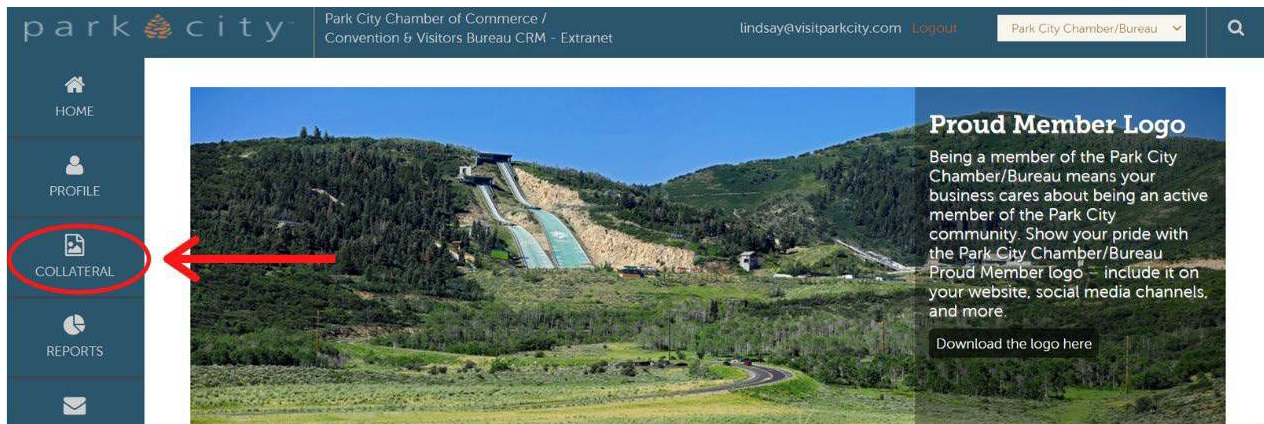 park city
Park City Chamber of Commerce /
Convention & Visitors Bureau CRM - Extranet
lindsay@visitparkcity.com Logout
Park City Chamber/Bureau
HOME
PROFILE
COLLATERAL
REPORTS
Proud Member Logo
Being a member of the Park City
Chamber/Bureau means your
business cares about being an active
member of the Park City
community. Show your pride with
the Park City Chamber/Bureau
Proud Member logo – include it on
your website, social media channels,
and more.
Download the logo here